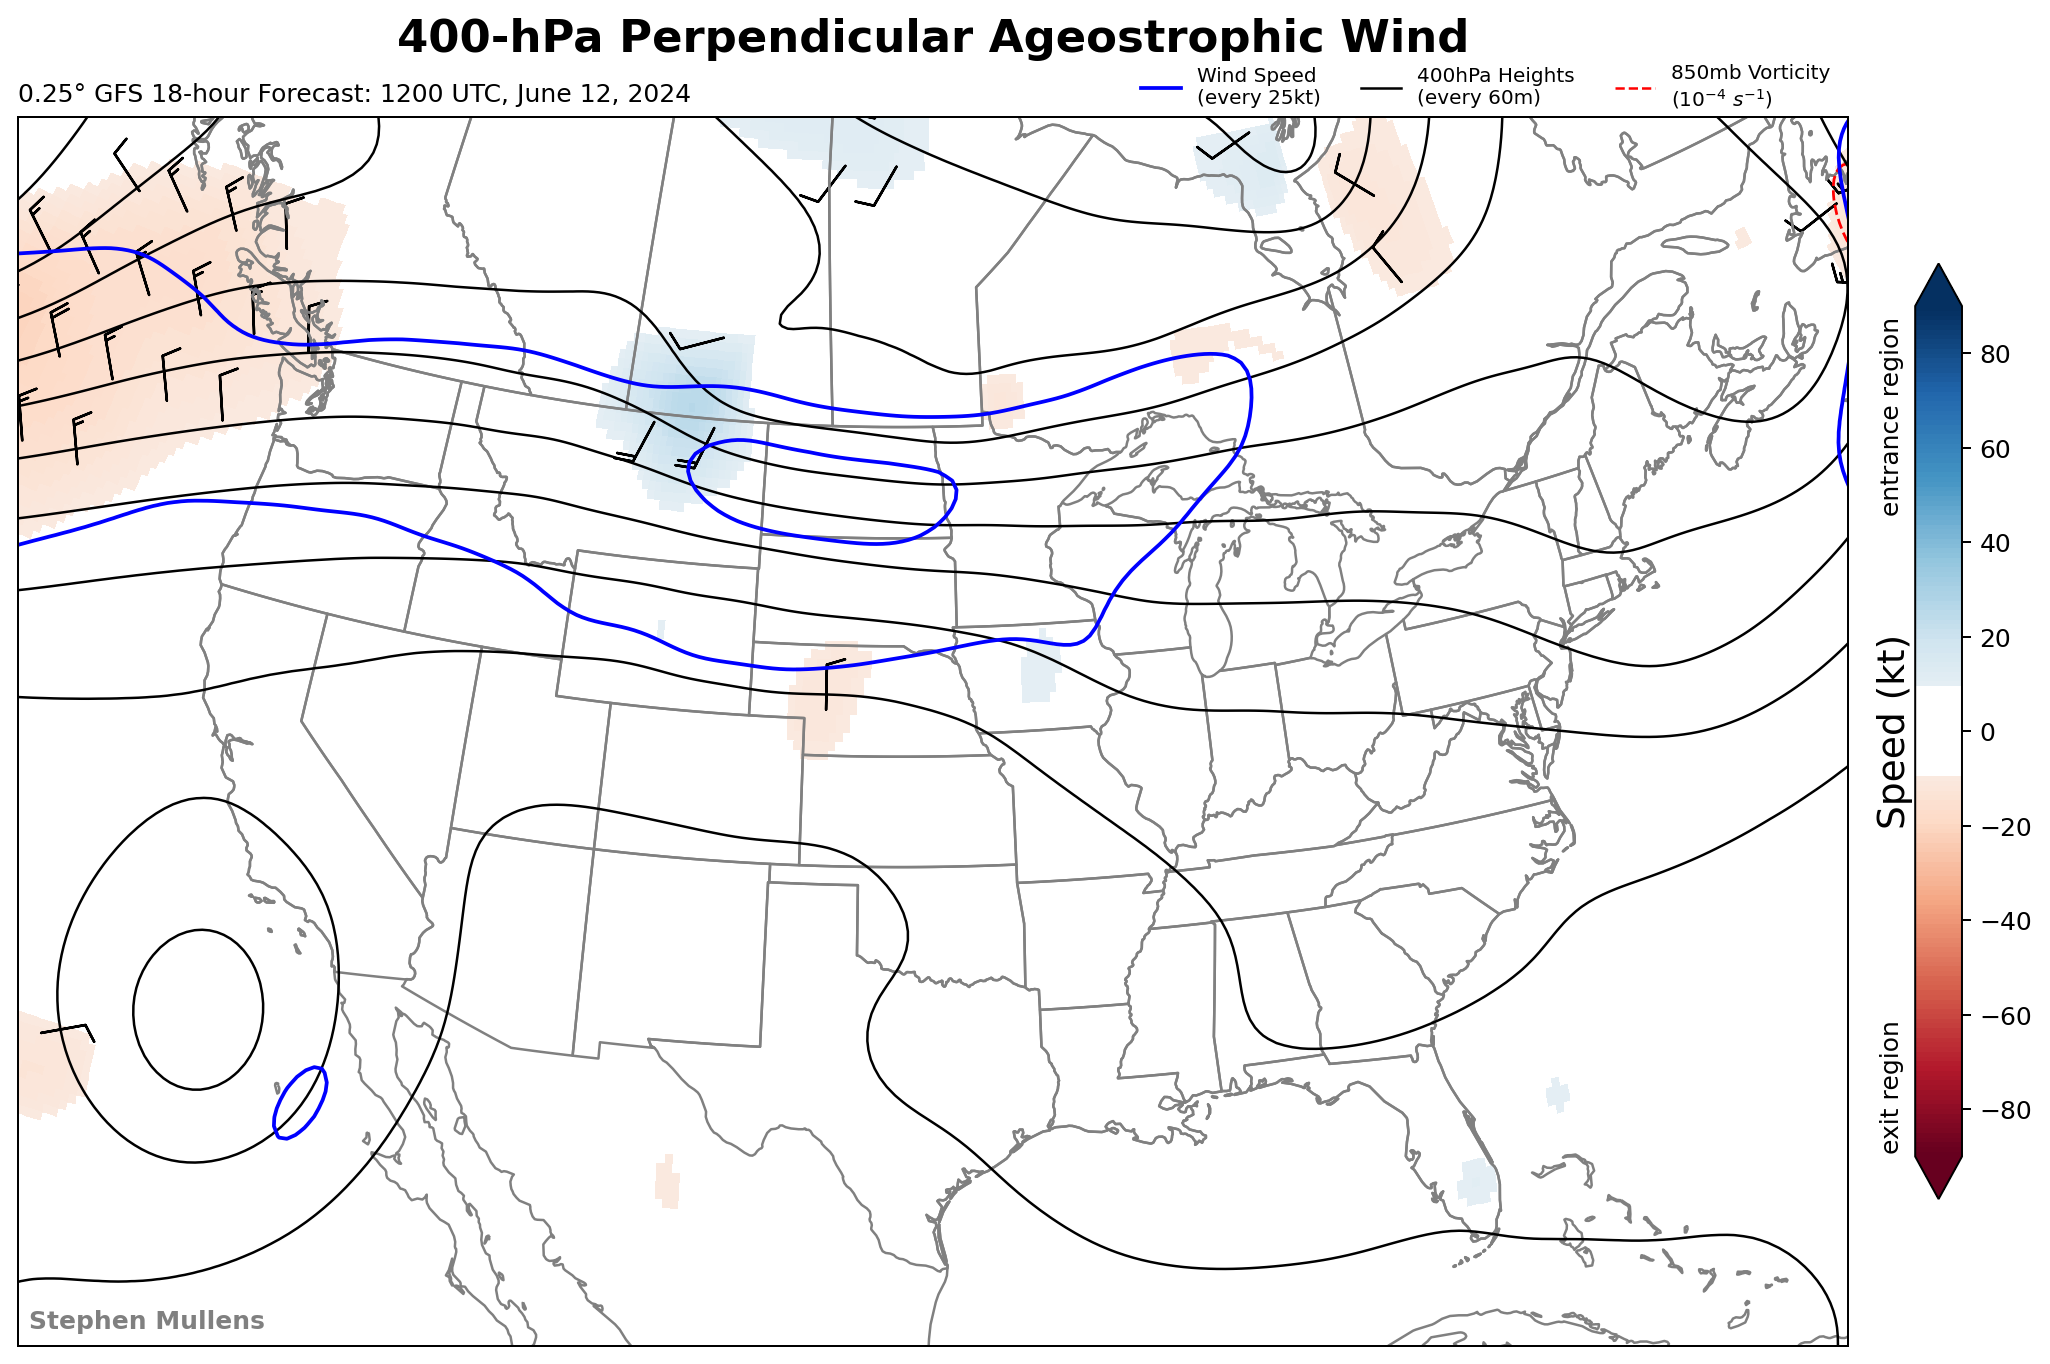 400-hPa Perpendicular Ageostrophic Wind
0.25° GFS 18-hour Forecast: 1200 UTC, June 12, 2024
Wind Speed
(every 25kt)
400hPa Heights
(every 60m)
850mb Vorticity
(10⁻⁴ s⁻¹)
entrance region
exit region
Speed (kt)
80
60
40
20
0
−20
−40
−60
−80
Stephen Mullens